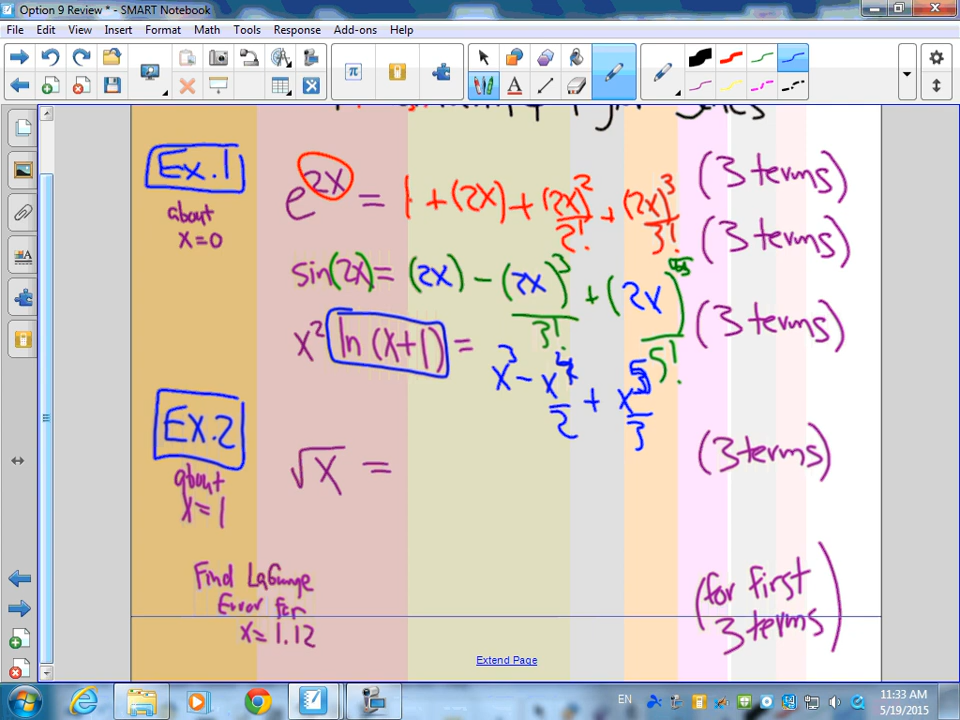 Option 9 Review * - SMART Notebook
File Edit View Insert Format Math Tools Response Add-ons Help
Ex.1
about
x=0
e^(2x) = 1 + (2x) + (2x)^2/2! + (2x)^3/3! (3 terms)
(3 terms)
sin(2x) = (2x) - (2x)^3/3! + (2x)^5/5!
x^2 ln(x+1) = x^3 - x^4/2 + x^5/3 (3 terms)
Ex.2
about
x=1
√x = (3 terms)
Find LaGrange
Error for
x=1.12
(for first
3 terms)
Extend Page
EN
11:33 AM
5/19/2015